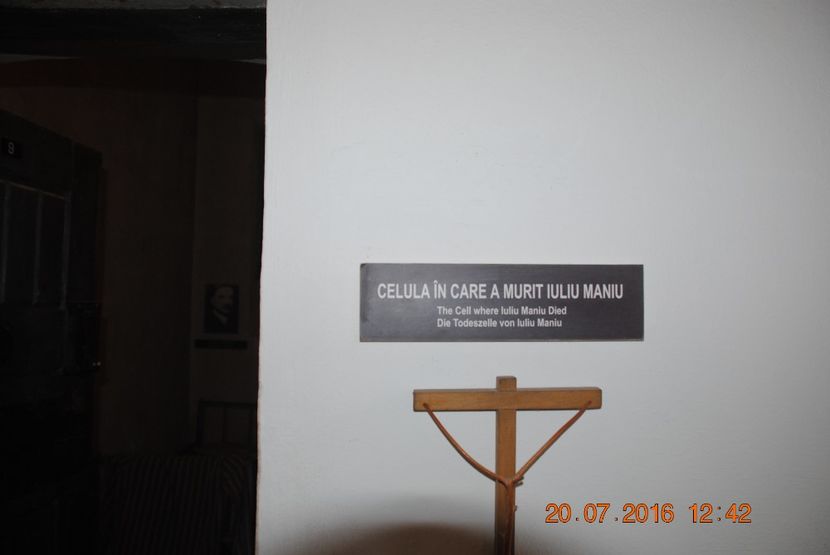 9
CELULA ÎN CARE A MURIT IULIU MANIU
The Cell where Iuliu Maniu Died
Die Todeszelle von Iuliu Maniu
20.07.2016 12:42